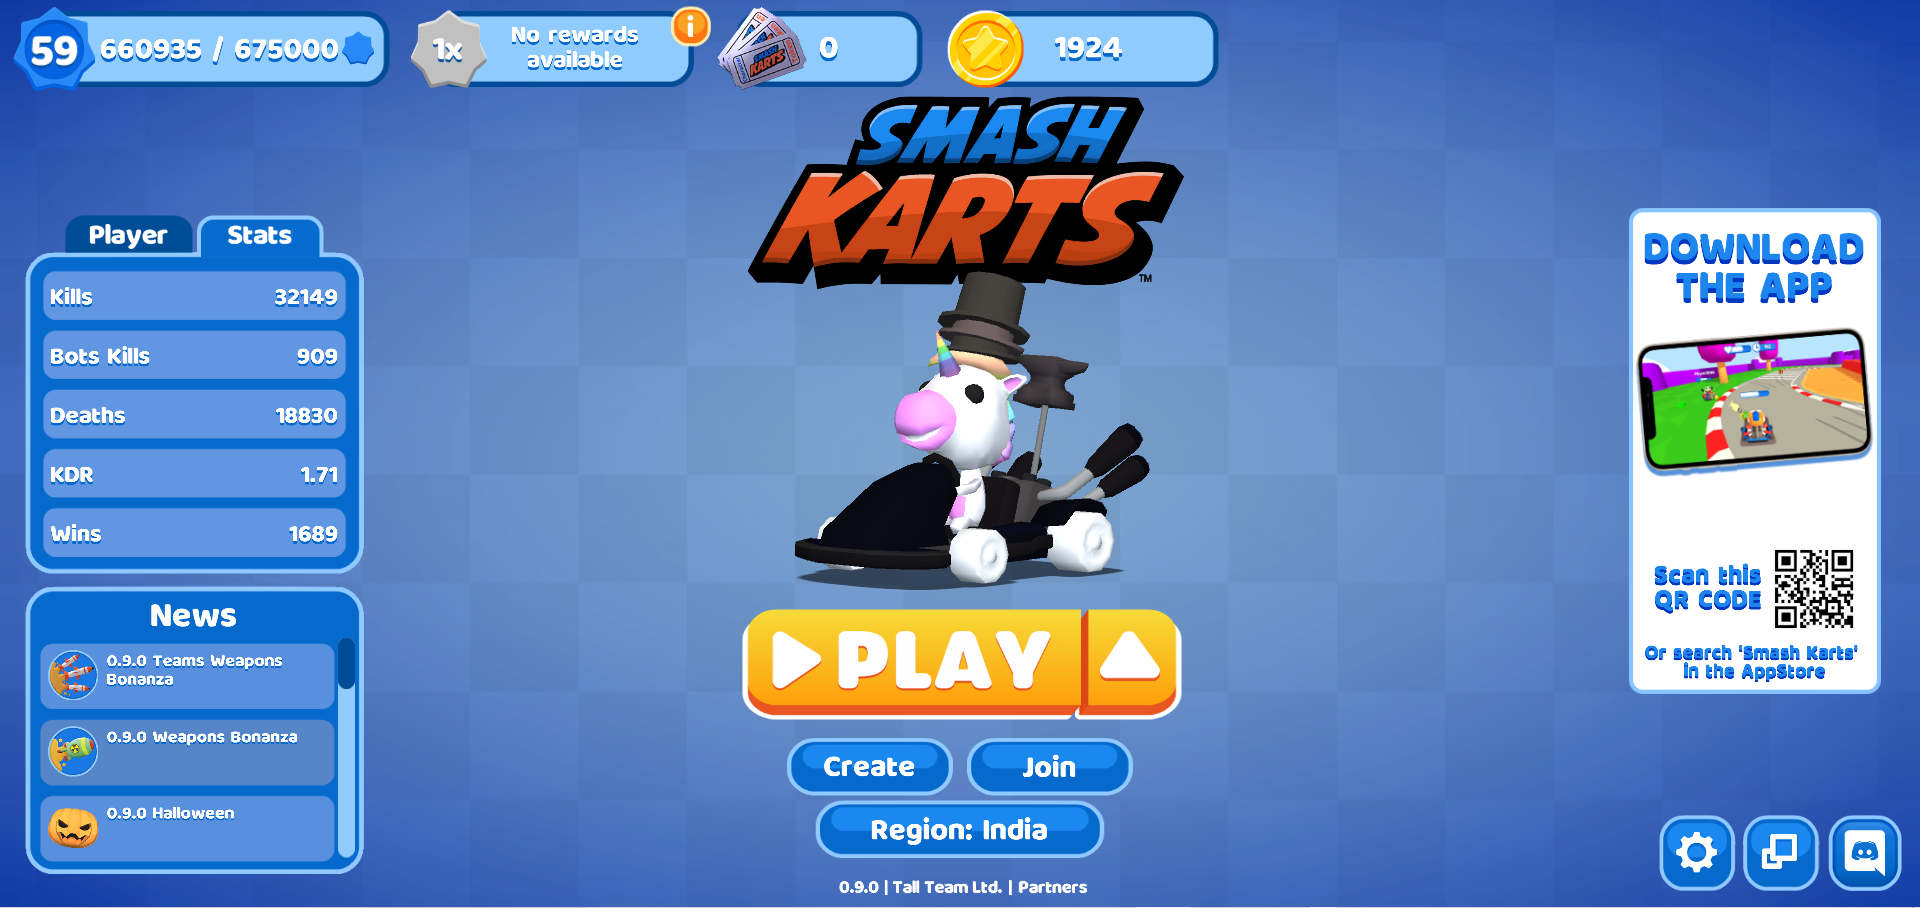 59
660935 / 675000
1x
No rewards
available
i
SMASH
KARTS
0
1924
SMASH
KARTS
TM
Player
Stats
Kills 32149
Bots Kills 909
Deaths 18830
KDR 1.71
Wins 1689
News
0.9.0 Teams Weapons
Bonanza
0.9.0 Weapons Bonanza
0.9.0 Halloween
PLAY
Create
Join
Region: India
0.9.0 | Tall Team Ltd. | Partners
DOWNLOAD
THE APP
Scan this
QR CODE
Or search 'Smash Karts'
in the AppStore